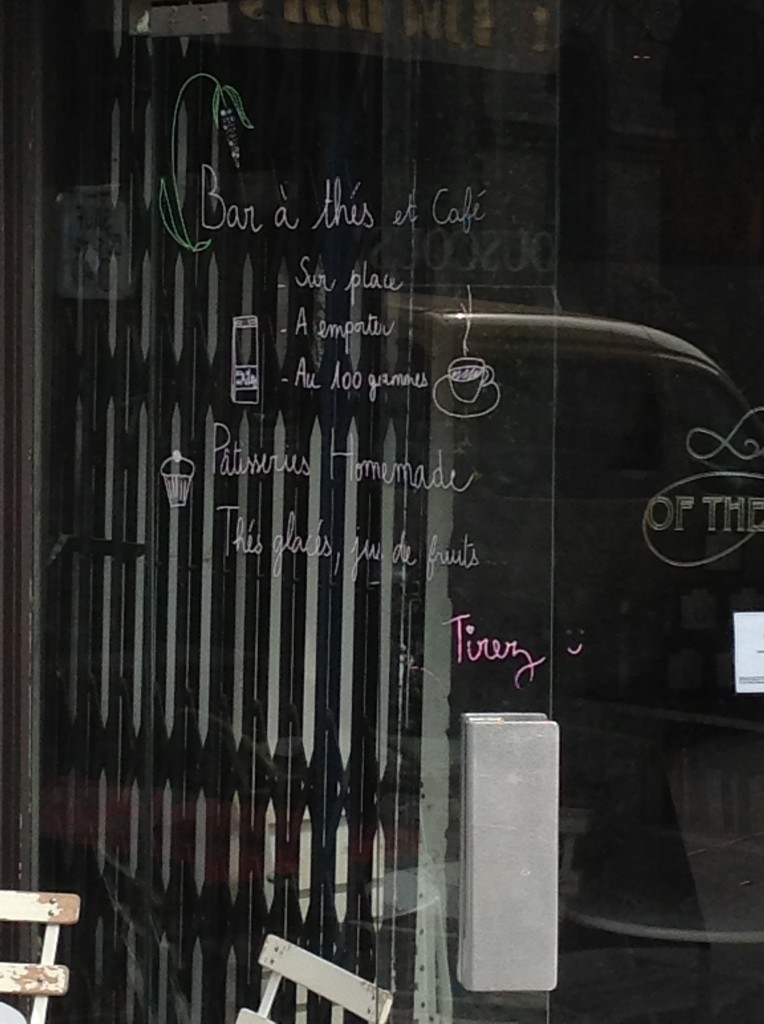 Bar à thés et Café
- Sur place
- A emporter
- Au 100 grammes
Pâtisseries Homemade
Thés glacés, jus de fruits
OF THE
Tirez